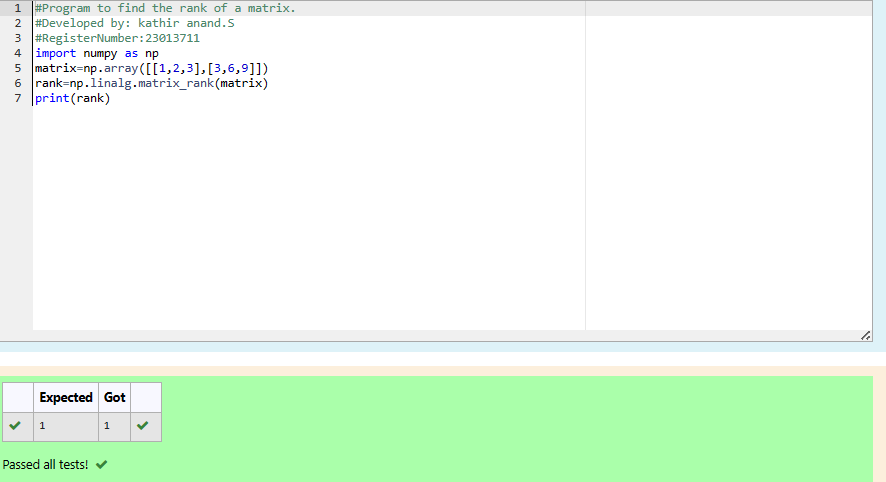 1 #Program to find the rank of a matrix.
2 #Developed by: kathir anand.S
3 #RegisterNumber:23013711
4 import numpy as np
5 matrix=np.array([[1,2,3],[3,6,9]])
6 rank=np.linalg.matrix_rank(matrix)
7 print(rank)
Expected Got
1 1
Passed all tests!